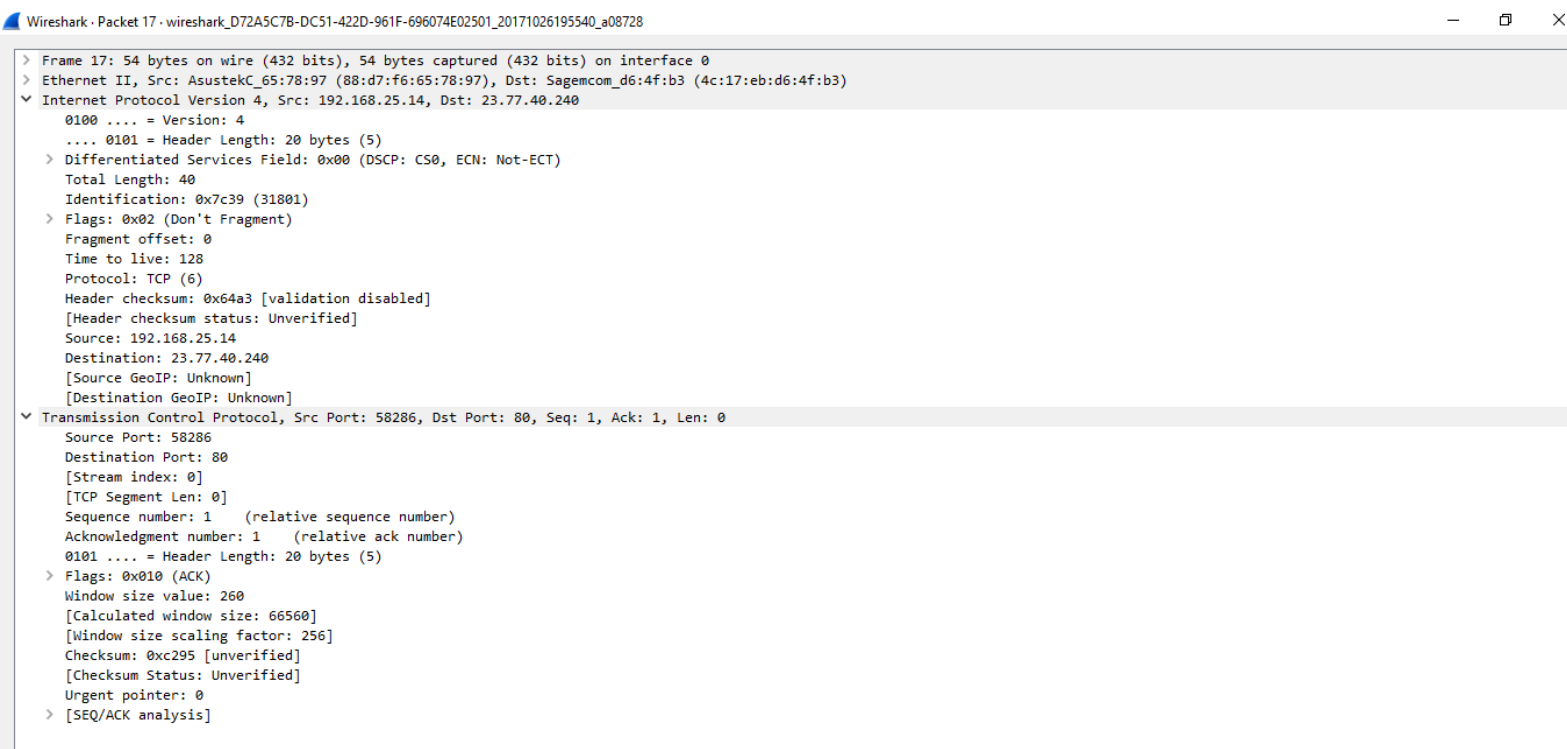 Wireshark · Packet 17 · wireshark_D72A5C7B-DC51-422D-961F-696074E02501_20171026195540_a08728
Frame 17: 54 bytes on wire (432 bits), 54 bytes captured (432 bits) on interface 0
Ethernet II, Src: AsustekC_65:78:97 (88:d7:f6:65:78:97), Dst: Sagemcom_d6:4f:b3 (4c:17:eb:d6:4f:b3)
Internet Protocol Version 4, Src: 192.168.25.14, Dst: 23.77.40.240
0100 .... = Version: 4
.... 0101 = Header Length: 20 bytes (5)
Differentiated Services Field: 0x00 (DSCP: CS0, ECN: Not-ECT)
Total Length: 40
Identification: 0x7c39 (31801)
Flags: 0x02 (Don't Fragment)
Fragment offset: 0
Time to live: 128
Protocol: TCP (6)
Header checksum: 0x64a3 [validation disabled]
[Header checksum status: Unverified]
Source: 192.168.25.14
Destination: 23.77.40.240
[Source GeoIP: Unknown]
[Destination GeoIP: Unknown]
Transmission Control Protocol, Src Port: 58286, Dst Port: 80, Seq: 1, Ack: 1, Len: 0
Source Port: 58286
Destination Port: 80
[Stream index: 0]
[TCP Segment Len: 0]
Sequence number: 1    (relative sequence number)
Acknowledgment number: 1    (relative ack number)
0101 .... = Header Length: 20 bytes (5)
Flags: 0x010 (ACK)
Window size value: 260
[Calculated window size: 66560]
[Window size scaling factor: 256]
Checksum: 0xc295 [unverified]
[Checksum Status: Unverified]
Urgent pointer: 0
[SEQ/ACK analysis]